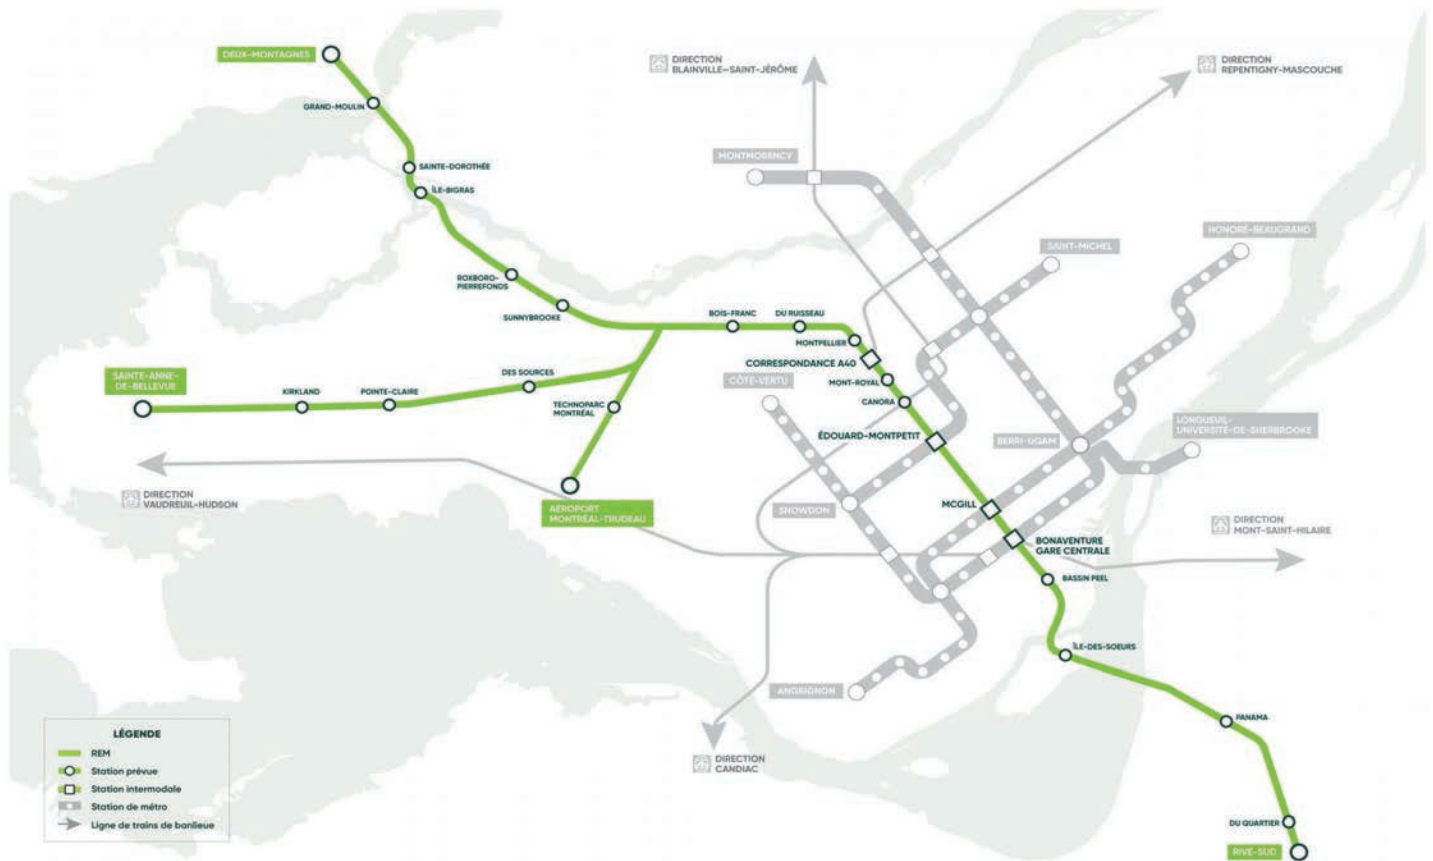 DEUX-MONTAGNES
GRAND-MOULIN
SAINTE-DOROTHÉE
ÎLE-BIGRAS
ROXBORO-
PIERREFONDS
SUNNYBROOKE
BOIS-FRANC
DU RUISSEAU
MONTPELLIER
CORRESPONDANCE A40
MONT-ROYAL
CANORA
ÉDOUARD-MONTPETIT
MCGILL
BONAVENTURE
GARE CENTRALE
BASSIN PEEL
ÎLE-DES-SOEURS
PANAMA
DU QUARTIER
RIVE-SUD
SAINTE-ANNE-
DE-BELLEVUE
KIRKLAND
POINTE-CLAIRE
DES SOURCES
TECHNOPARC
MONTRÉAL
AÉROPORT
MONTRÉAL-TRUDEAU
DIRECTION
BLAINVILLE–SAINT-JÉRÔME
DIRECTION
REPENTIGNY-MASCOUCHE
MONTMORENCY
SAINT-MICHEL
HONORÉ-BEAUGRAND
CÔTE-VERTU
BERRI-UQAM
LONGUEUIL-
UNIVERSITÉ-DE-SHERBROOKE
SNOWDON
ANGRIGNON
DIRECTION
VAUDREUIL-HUDSON
DIRECTION
MONT-SAINT-HILAIRE
DIRECTION
CANDIAC
LÉGENDE
REM
Station prévue
Station intermodale
Station de métro
Ligne de trains de banlieue